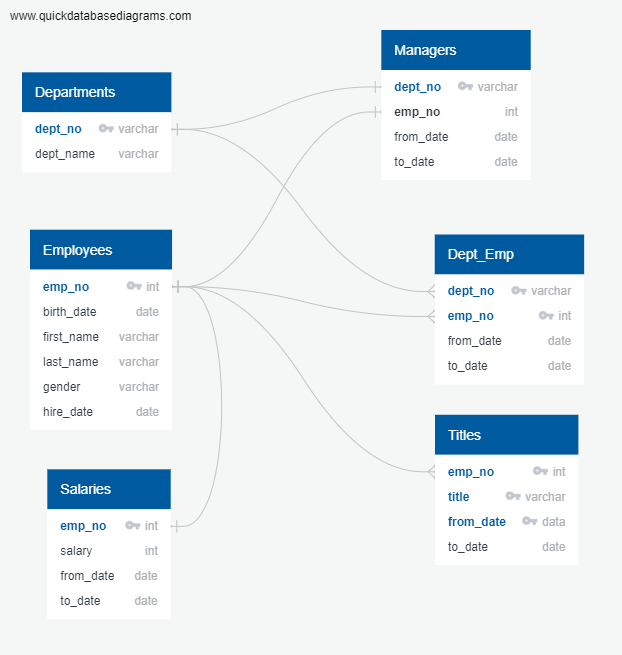 www.quickdatabasediagrams.com
Managers
dept_no varchar
emp_no int
from_date date
to_date date
Departments
dept_no varchar
dept_name varchar
Employees
emp_no int
birth_date date
first_name varchar
last_name varchar
gender varchar
hire_date date
Dept_Emp
dept_no varchar
emp_no int
from_date date
to_date date
Titles
emp_no int
title varchar
from_date data
to_date date
Salaries
emp_no int
salary int
from_date date
to_date date